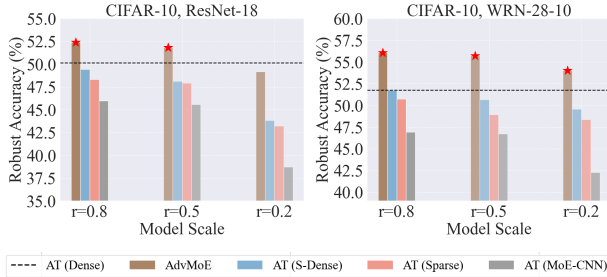 CIFAR-10, ResNet-18
Robust Accuracy (%)
55.0
52.5
50.0
47.5
45.0
42.5
40.0
37.5
35.0
r=0.8
r=0.5
r=0.2
Model Scale
CIFAR-10, WRN-28-10
Robust Accuracy (%)
60.0
57.5
55.0
52.5
50.0
47.5
45.0
42.5
40.0
r=0.8
r=0.5
r=0.2
Model Scale
AT (Dense)
AdvMoE
AT (S-Dense)
AT (Sparse)
AT (MoE-CNN)